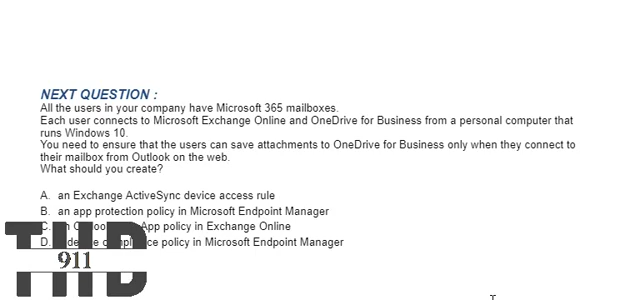 NEXT QUESTION :
All the users in your company have Microsoft 365 mailboxes.
Each user connects to Microsoft Exchange Online and OneDrive for Business from a personal computer that
runs Windows 10.
You need to ensure that the users can save attachments to OneDrive for Business only when they connect to
their mailbox from Outlook on the web.
What should you create?
A. an Exchange ActiveSync device access rule
B. an app protection policy in Microsoft Endpoint Manager
C. App policy in Exchange Online
D. policy in Microsoft Endpoint Manager
THD
911